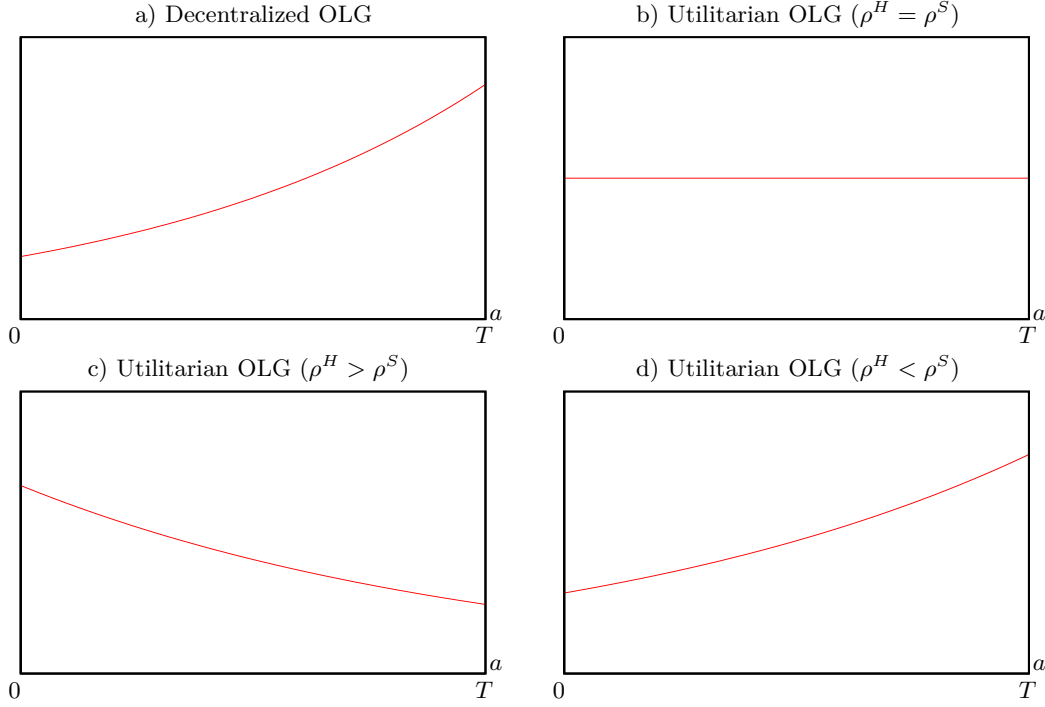 a) Decentralized OLG
b) Utilitarian OLG (ρ^H = ρ^S)
a
0 T
a
0 T
c) Utilitarian OLG (ρ^H > ρ^S)
d) Utilitarian OLG (ρ^H < ρ^S)
a
0 T
a
0 T